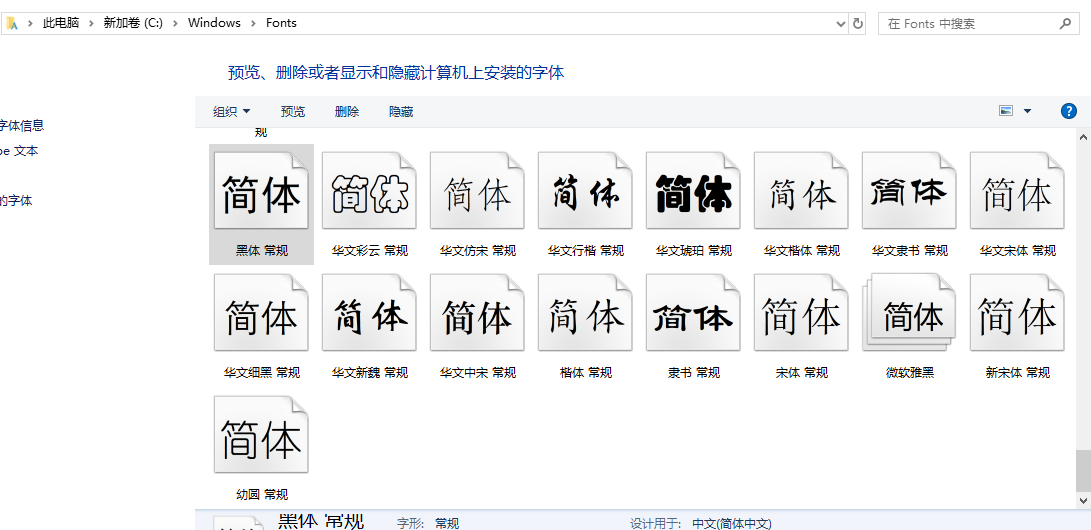 此电脑 新加卷 (C:) Windows Fonts
在 Fonts 中搜索
预览、删除或者显示和隐藏计算机上安装的字体
组织 预览 删除 隐藏
字体信息
pe 文本
的字体
规
简体 简体 简体 简体 简体 简体 简体 简体
黑体 常规 华文彩云 常规 华文仿宋 常规 华文行楷 常规 华文琥珀 常规 华文楷体 常规 华文隶书 常规 华文宋体 常规
简体 简体 简体 简体 简体 简体 简体 简体
华文细黑 常规 华文新魏 常规 华文中宋 常规 楷体 常规 隶书 常规 宋体 常规 微软雅黑 新宋体 常规
简体
幼圆 常规
黑体 常规 字形: 常规 设计用于: 中文(简体中文)